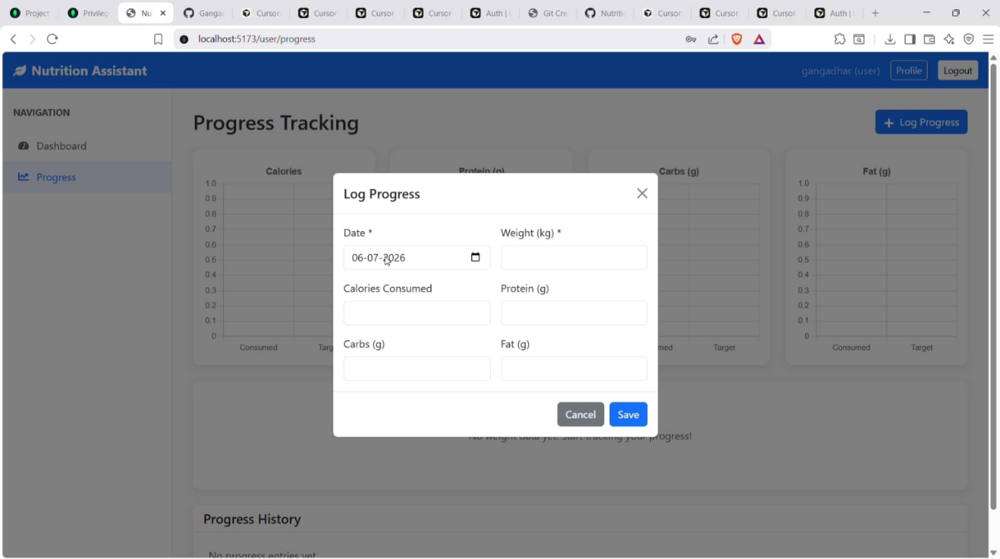 Project
Privileg
Nu
Ganga
Cursor
Cursor
Cursor
Cursor
Auth |
Git Cre
Nutritio
Cursor
Cursor
Cursor
Auth |
localhost:5173/user/progress
Nutrition Assistant
gangadhar (user)
Profile
Logout
NAVIGATION
Dashboard
Progress
Progress Tracking
+ Log Progress
Calories
1.0
0.9
0.8
0.7
0.6
0.5
0.4
0.3
0.2
0.1
0
Consumed
Targ
Protein (g)
Carbs (g)
med
Target
Fat (g)
1.0
0.9
0.8
0.7
0.6
0.5
0.4
0.3
0.2
0.1
0
Consumed
Target
Log Progress
Date *
Weight (kg) *
06-07-2026
Calories Consumed
Protein (g)
Carbs (g)
Fat (g)
Cancel
Save
No weight data yet. Start tracking your progress!
Progress History
No progress entries yet